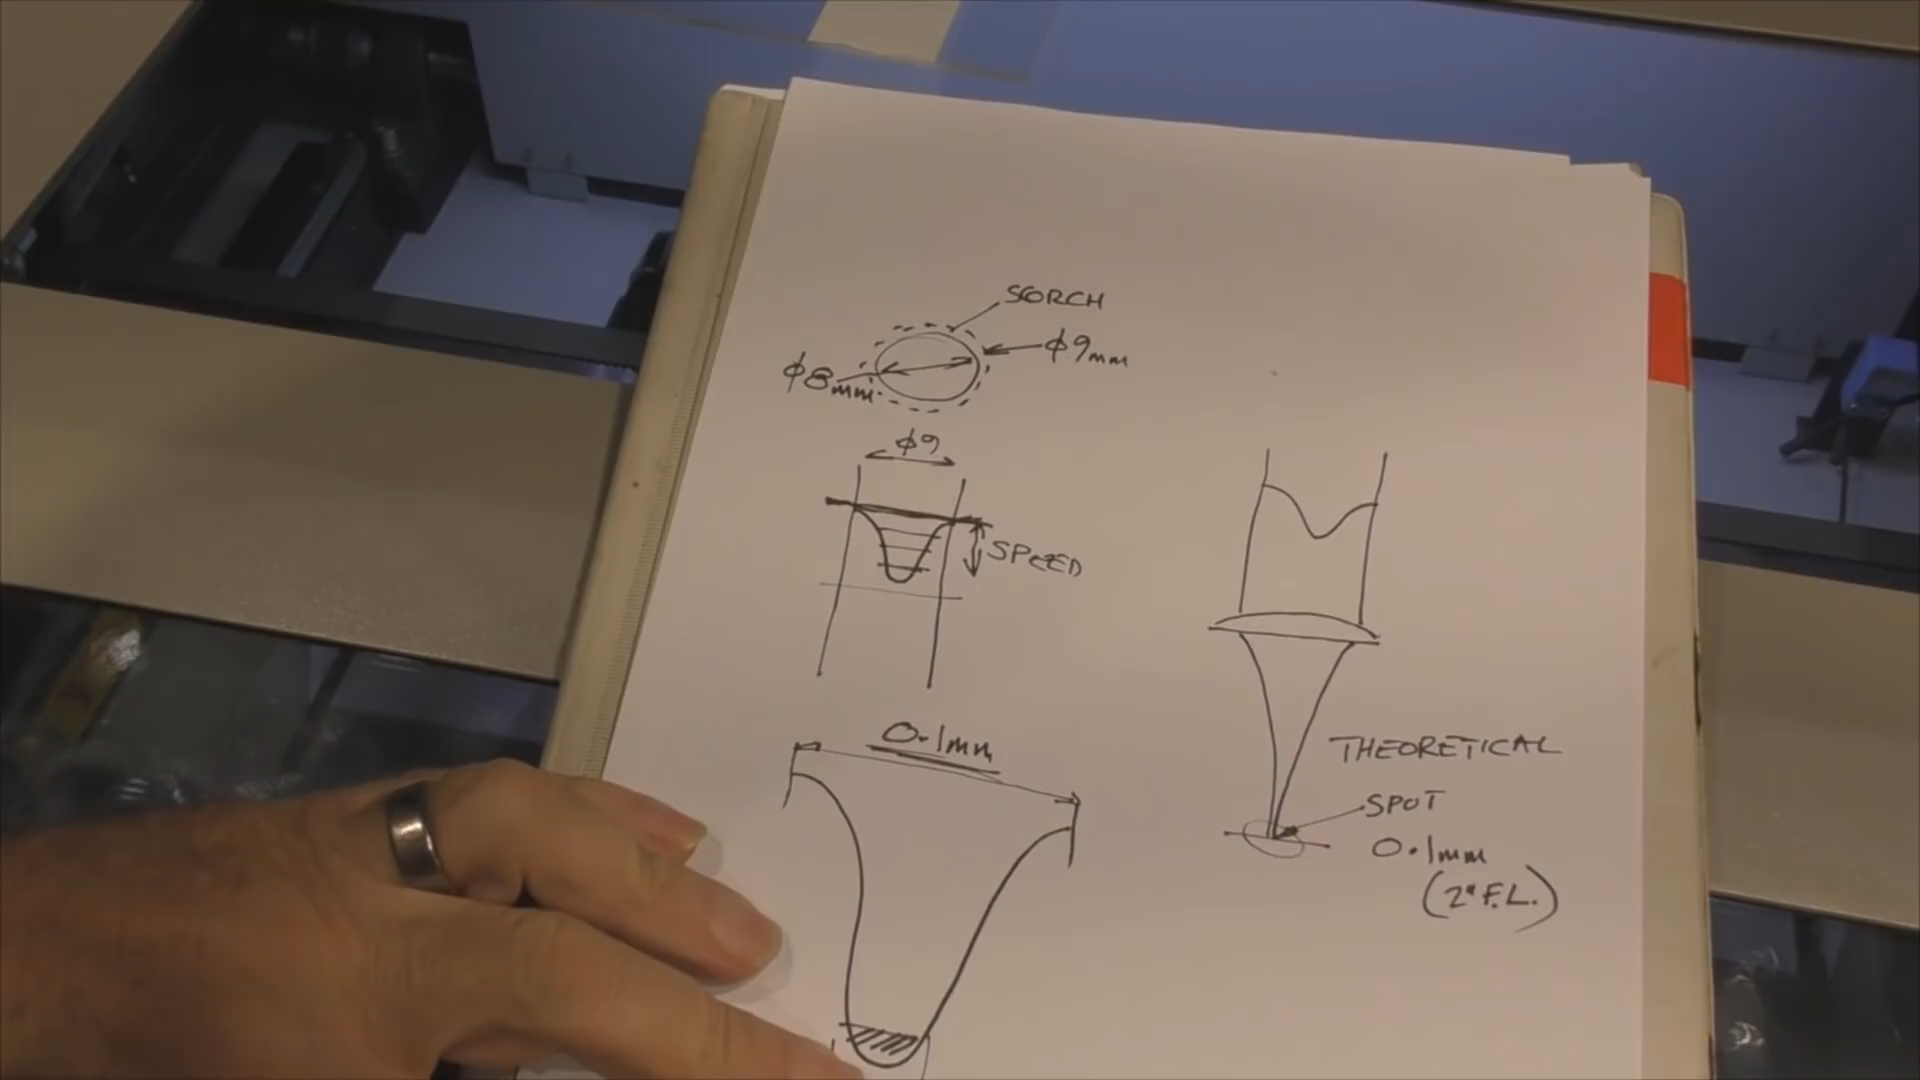 SCORCH
φ9mm
φ8mm
φ9
SPEED
0.1mm
THEORETICAL
SPOT
0.1mm
(2" F.L.)